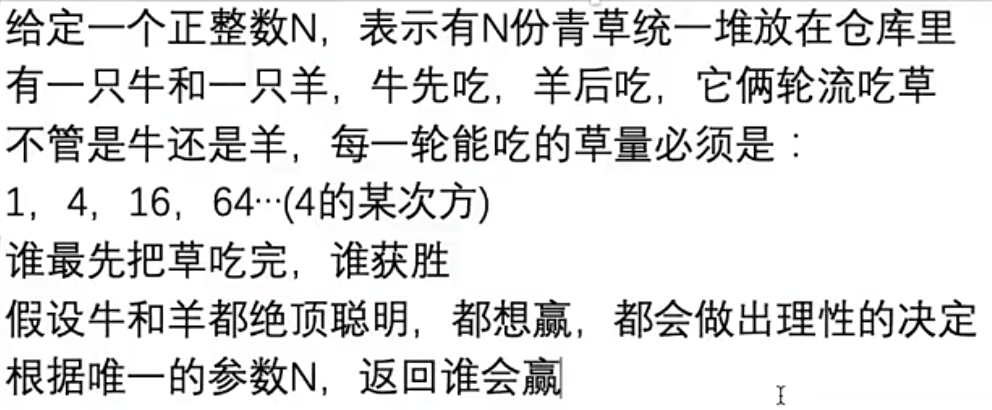 给定一个正整数N，表示有N份青草统一堆放在仓库里
有一只牛和一只羊，牛先吃，羊后吃，它俩轮流吃草
不管是牛还是羊，每一轮能吃的草量必须是：
1，4，16，64…(4的某次方)
谁最先把草吃完，谁获胜
假设牛和羊都绝顶聪明，都想赢，都会做出理性的决定
根据唯一的参数N，返回谁会赢